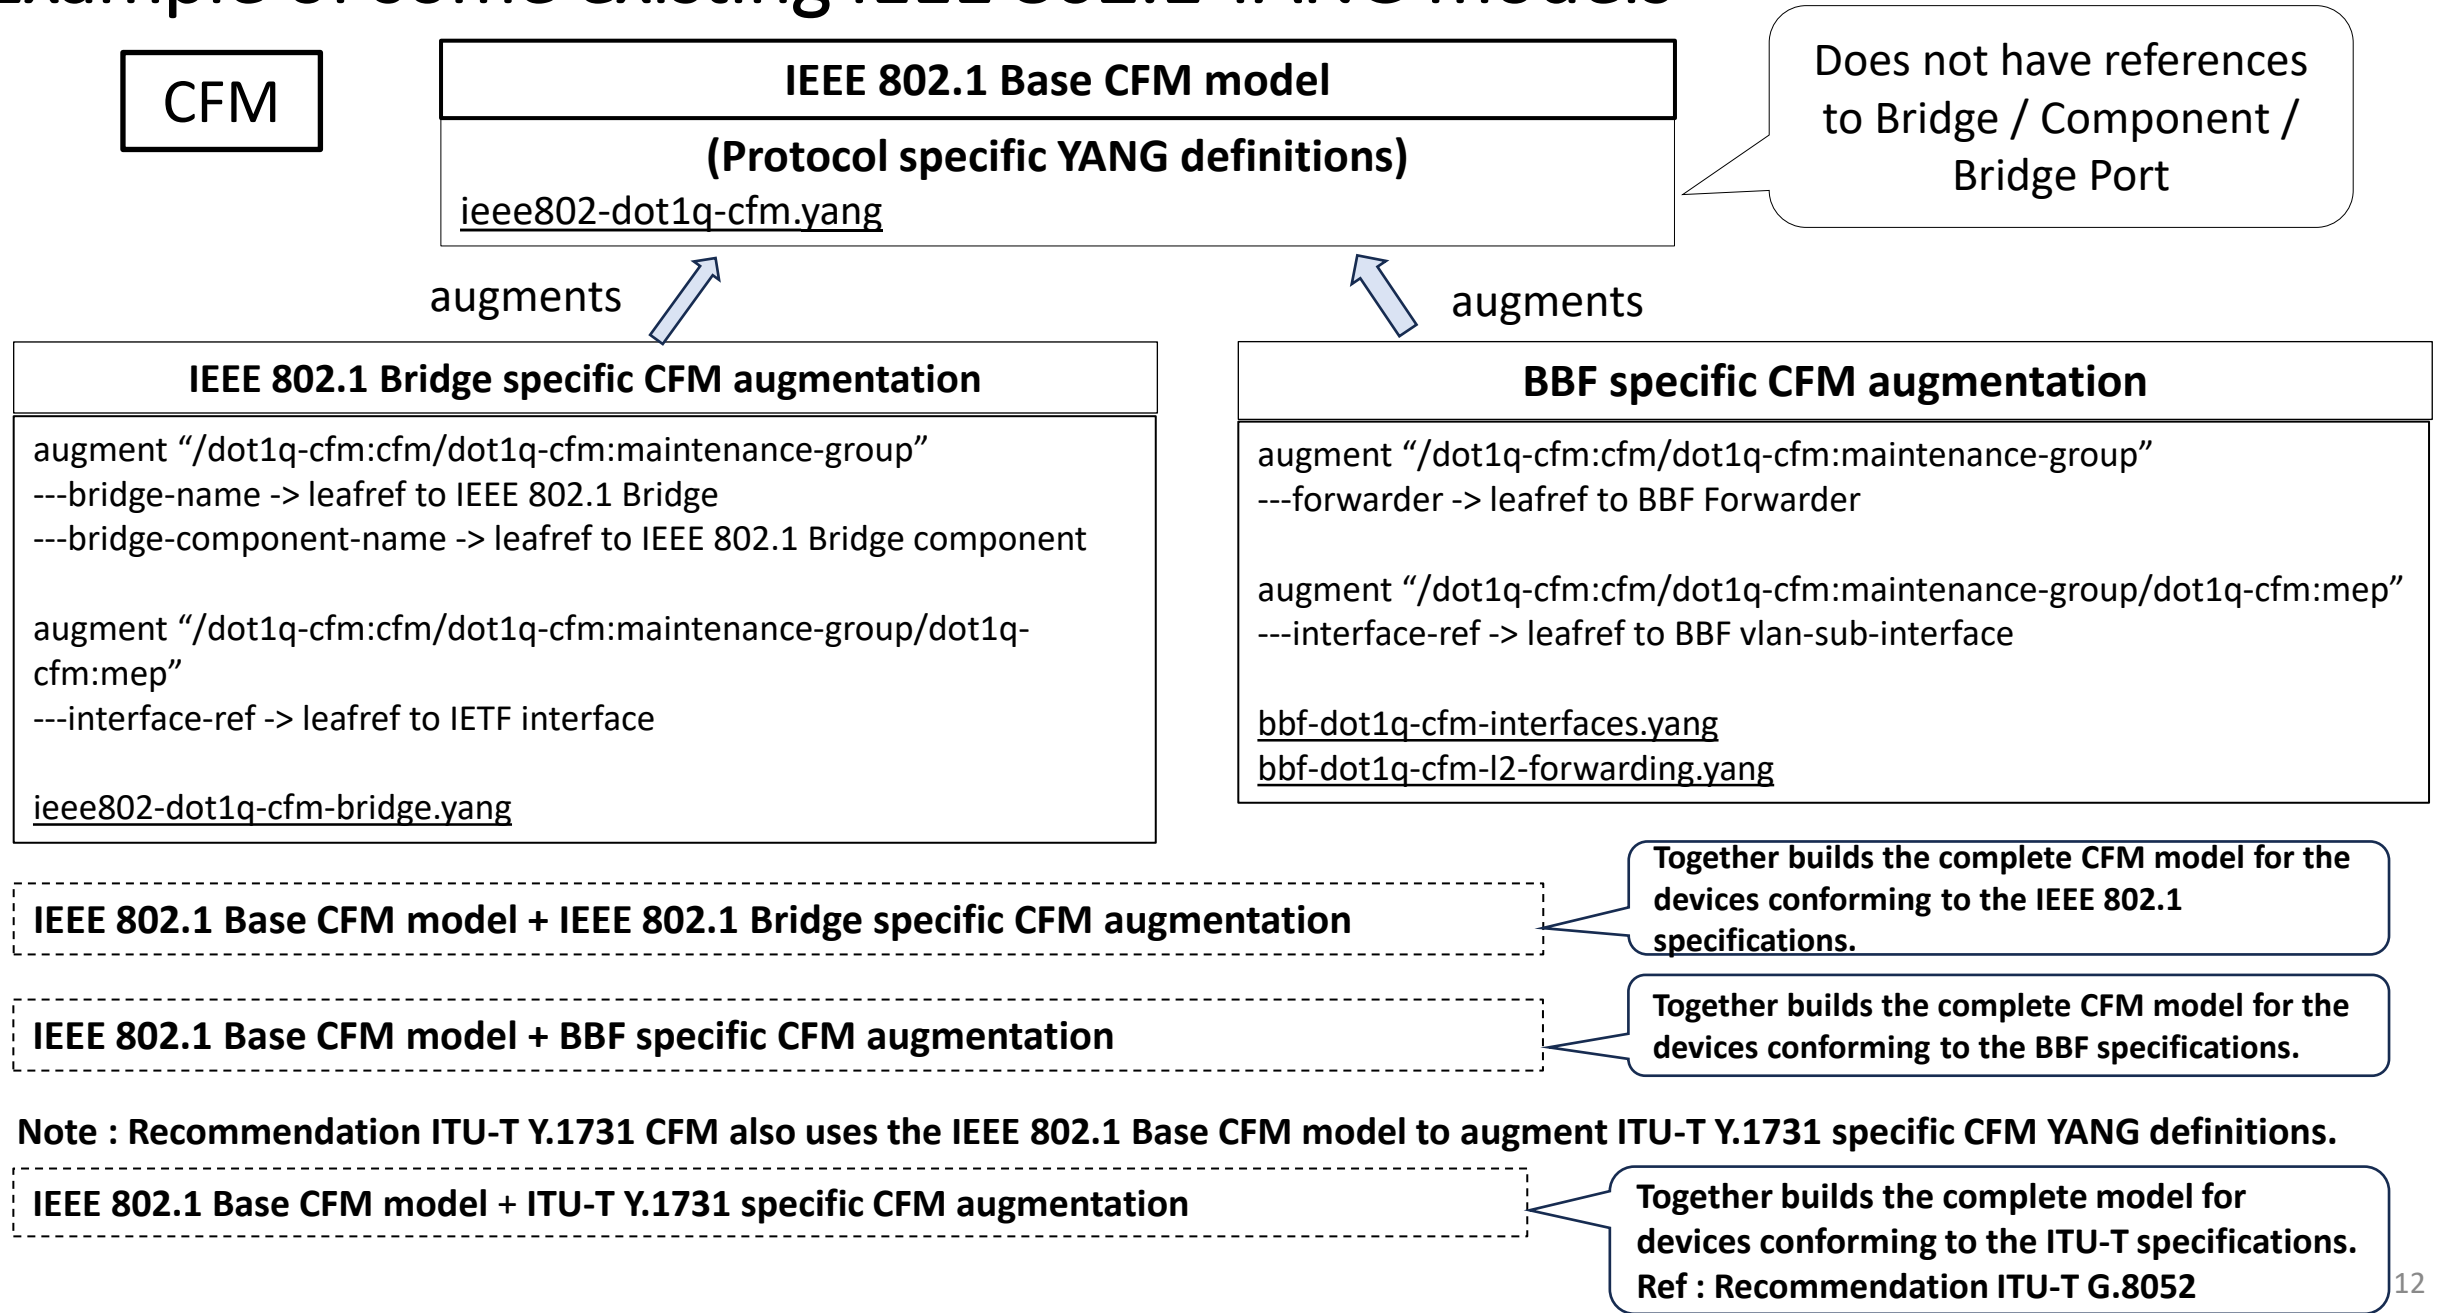 Example of some existing IEEE 802.1 YANG models
CFM
IEEE 802.1 Base CFM model
(Protocol specific YANG definitions)
ieee802-dot1q-cfm.yang
Does not have references
to Bridge / Component /
Bridge Port
augments
augments
IEEE 802.1 Bridge specific CFM augmentation
augment “/dot1q-cfm:cfm/dot1q-cfm:maintenance-group”
---bridge-name -> leafref to IEEE 802.1 Bridge
---bridge-component-name -> leafref to IEEE 802.1 Bridge component
augment “/dot1q-cfm:cfm/dot1q-cfm:maintenance-group/dot1q-
cfm:mep”
---interface-ref -> leafref to IETF interface
ieee802-dot1q-cfm-bridge.yang
BBF specific CFM augmentation
augment “/dot1q-cfm:cfm/dot1q-cfm:maintenance-group”
---forwarder -> leafref to BBF Forwarder
augment “/dot1q-cfm:cfm/dot1q-cfm:maintenance-group/dot1q-cfm:mep”
---interface-ref -> leafref to BBF vlan-sub-interface
bbf-dot1q-cfm-interfaces.yang
bbf-dot1q-cfm-l2-forwarding.yang
IEEE 802.1 Base CFM model + IEEE 802.1 Bridge specific CFM augmentation
Together builds the complete CFM model for the
devices conforming to the IEEE 802.1
specifications.
IEEE 802.1 Base CFM model + BBF specific CFM augmentation
Together builds the complete CFM model for the
devices conforming to the BBF specifications.
Note : Recommendation ITU-T Y.1731 CFM also uses the IEEE 802.1 Base CFM model to augment ITU-T Y.1731 specific CFM YANG definitions.
IEEE 802.1 Base CFM model + ITU-T Y.1731 specific CFM augmentation
Together builds the complete model for
devices conforming to the ITU-T specifications.
Ref : Recommendation ITU-T G.8052
12